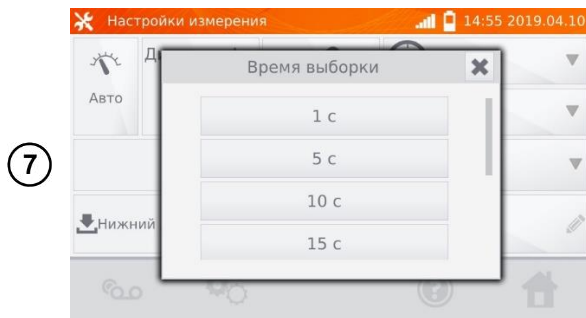 Настройки измерения 14:55 2019.04.10
Время выборки
Авто
1 с
5 с
7
10 с
15 с
Нижний